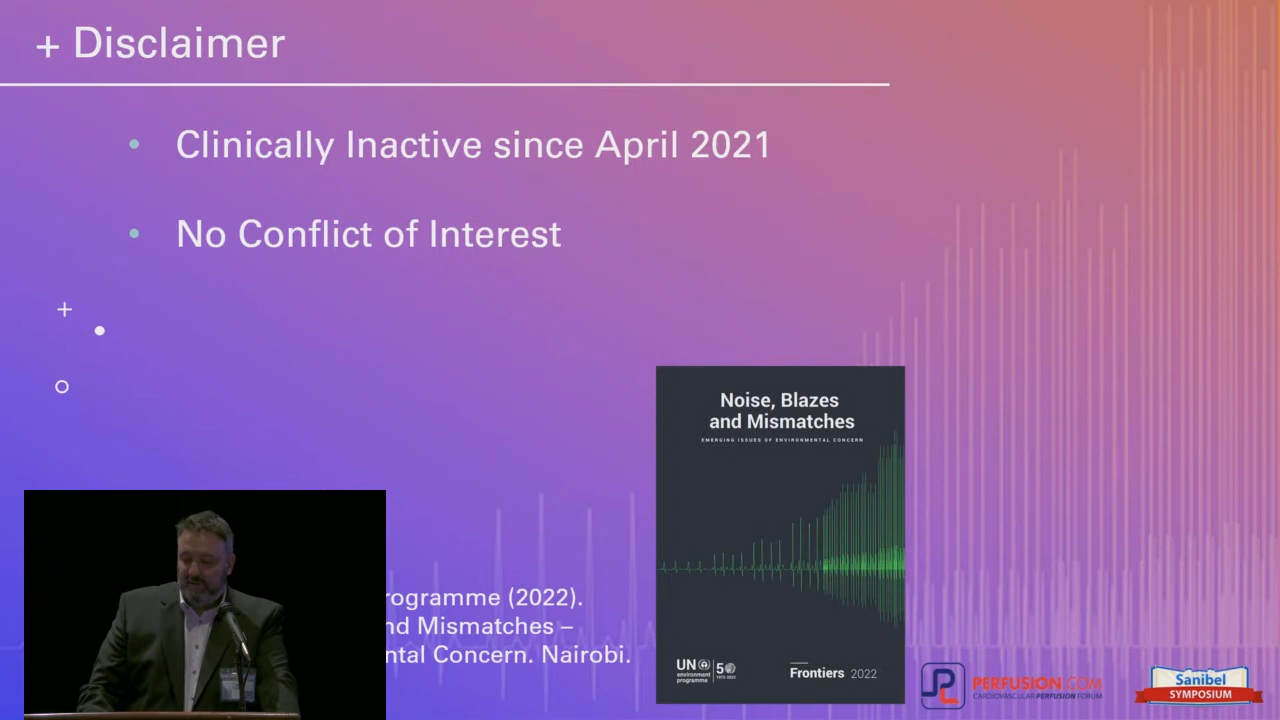 + Disclaimer
• Clinically Inactive since April 2021
• No Conflict of Interest
Noise, Blazes
and Mismatches
EMERGING ISSUES OF ENVIRONMENTAL CONCERN
rogramme (2022).
nd Mismatches –
ntal Concern. Nairobi.
UN
environment
programme
50
1972-2022
Frontiers 2022
PERFUSION.COM
CARDIOVASCULAR PERFUSION FORUM
Sanibel
SYMPOSIUM